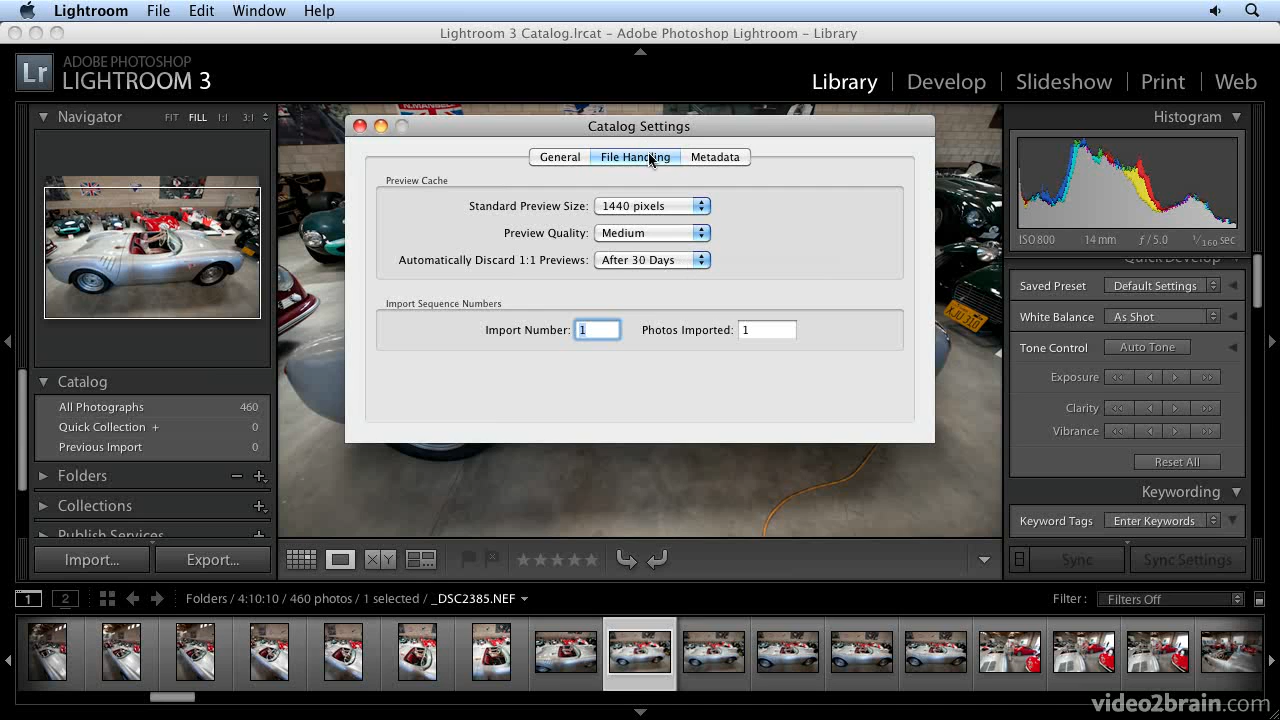 Lightroom File Edit Window Help
Lightroom 3 Catalog.lrcat – Adobe Photoshop Lightroom – Library
Lr ADOBE PHOTOSHOP
LIGHTROOM 3
Library | Develop | Slideshow | Print | Web
Navigator FIT FILL 1:1 3:1
N.MANSELL
Catalog Settings
General File Handling Metadata
Preview Cache
Standard Preview Size: 1440 pixels
Preview Quality: Medium
Automatically Discard 1:1 Previews: After 30 Days
Import Sequence Numbers
Import Number: 1 Photos Imported: 1
Histogram
ISO 800 14 mm ƒ / 5.0 1/160 sec
Quick Develop
Saved Preset Default Settings
White Balance As Shot
Tone Control Auto Tone
Exposure
Clarity
Vibrance
Reset All
Keywording
Keyword Tags Enter Keywords
Sync Sync Settings
Catalog
All Photographs 460
Quick Collection + 0
Previous Import 0
Folders
Collections
Publish Services
Import... Export...
XY
1 2 Folders / 4:10:10 / 460 photos / 1 selected / _DSC2385.NEF
Filter: Filters Off
video2brain.com